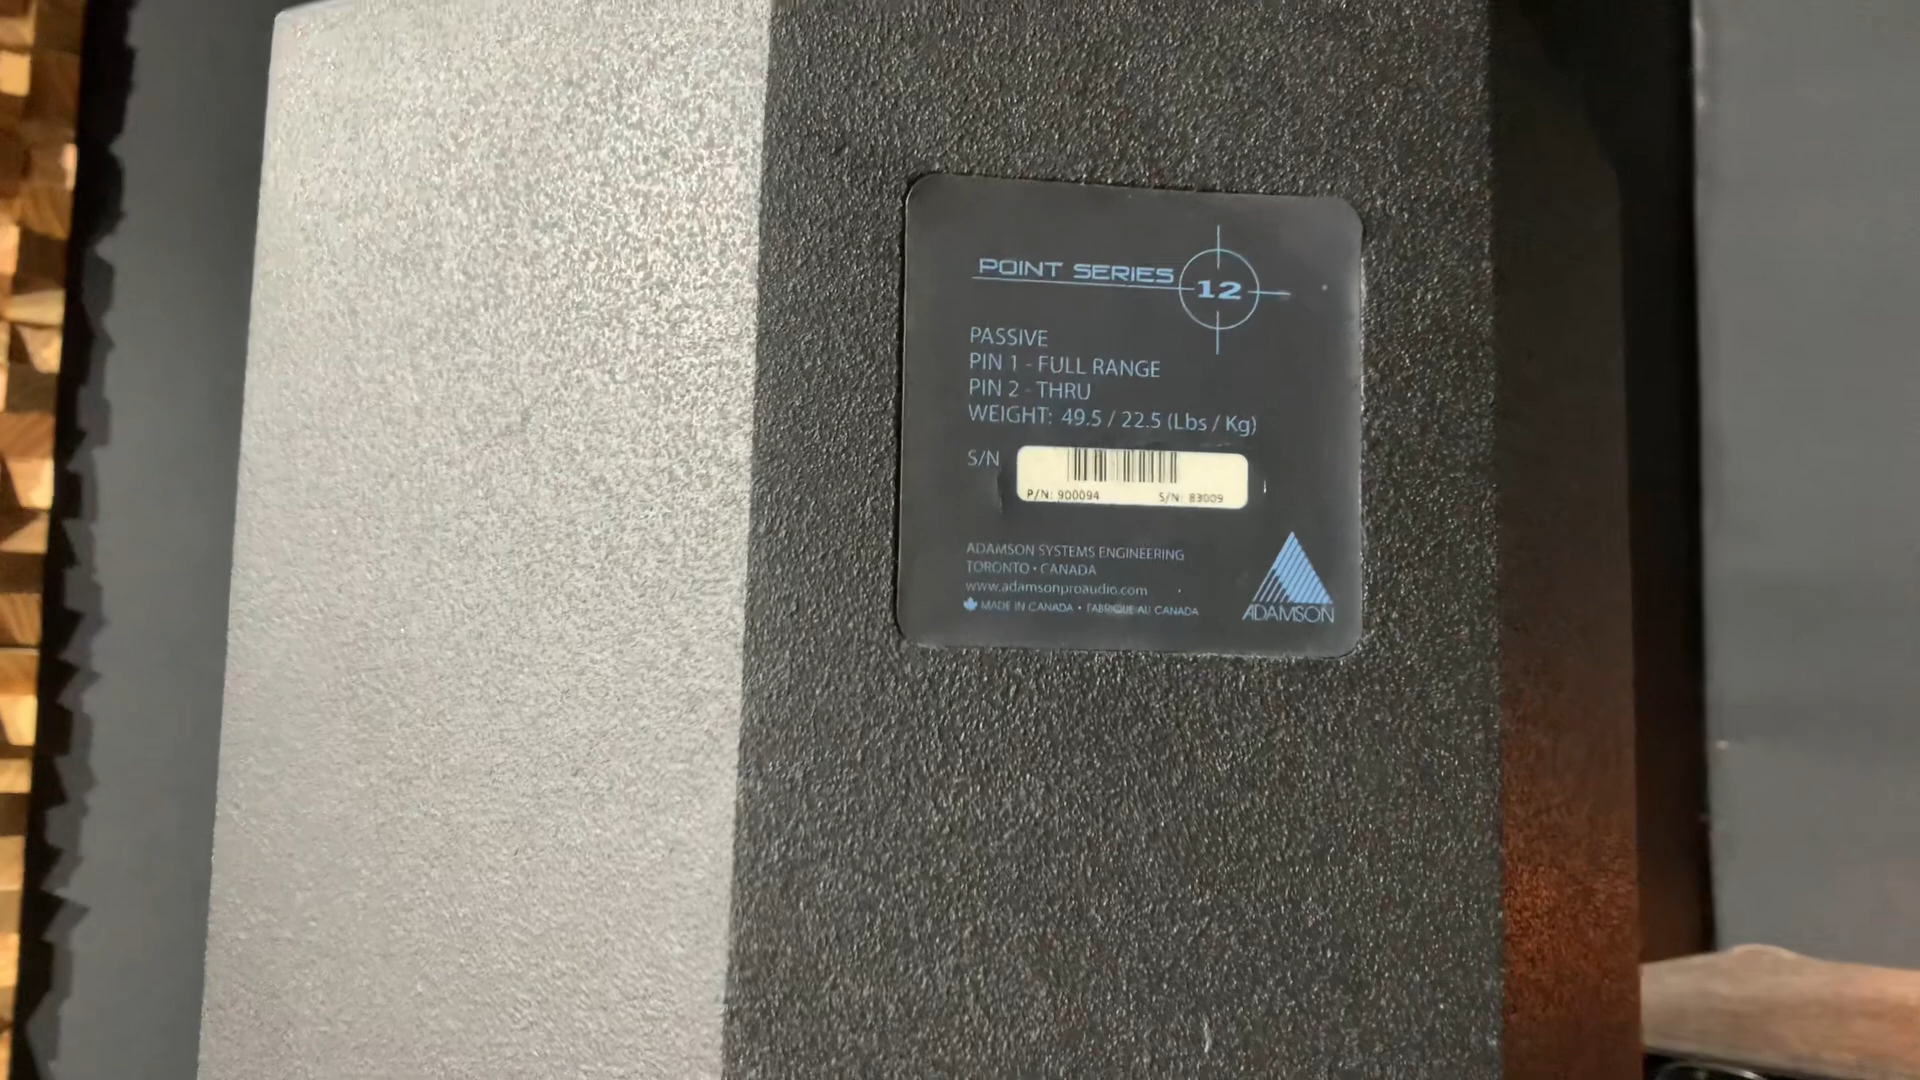 POINT SERIES 12
PASSIVE
PIN 1 - FULL RANGE
PIN 2 - THRU
WEIGHT: 49.5 / 22.5 (Lbs / Kg)
S/N
P/N: 900094 S/N: 83009
ADAMSON SYSTEMS ENGINEERING
TORONTO • CANADA
www.adamsonproaudio.com
MADE IN CANADA • FABRIQUE AU CANADA
ADAMSON